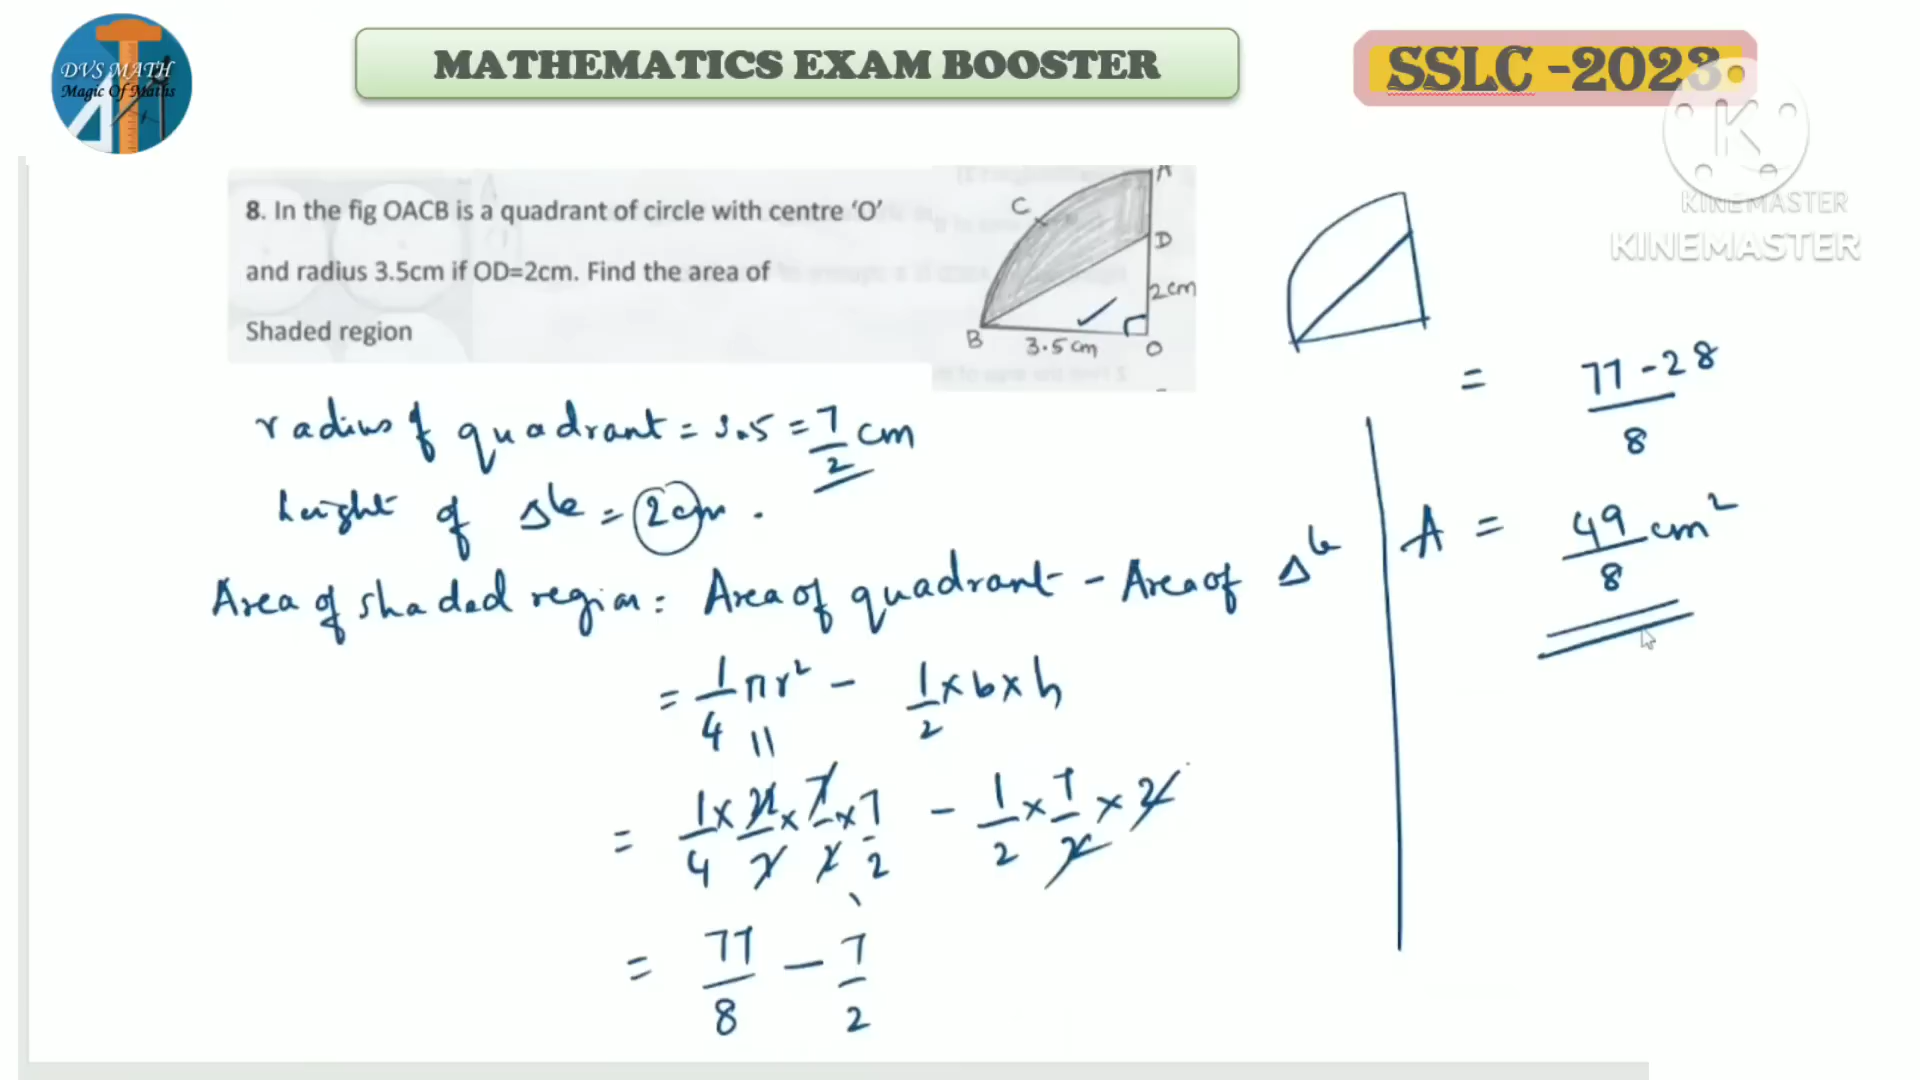 DVS MATH
Magic Of Maths
MATHEMATICS EXAM BOOSTER
SSLC -2023
K
KINEMASTER
KINEMASTER
8. In the fig OACB is a quadrant of circle with centre ‘O’
and radius 3.5cm if OD=2cm. Find the area of
Shaded region
A
C
D
2cm
B
3.5cm
O
radius of quadrant = 3.5 = 7/2 cm
height of Δle = 2cm .
Area of shaded region = Area of quadrant - Area of Δle
= 1/4 πr² - 1/2 × b × h
11
= 1/4 × 22/7 × 7/2 × 7/2 - 1/2 × 7/2 × 2
= 77/8 - 7/2
= 77 - 28 / 8
A = 49/8 cm²